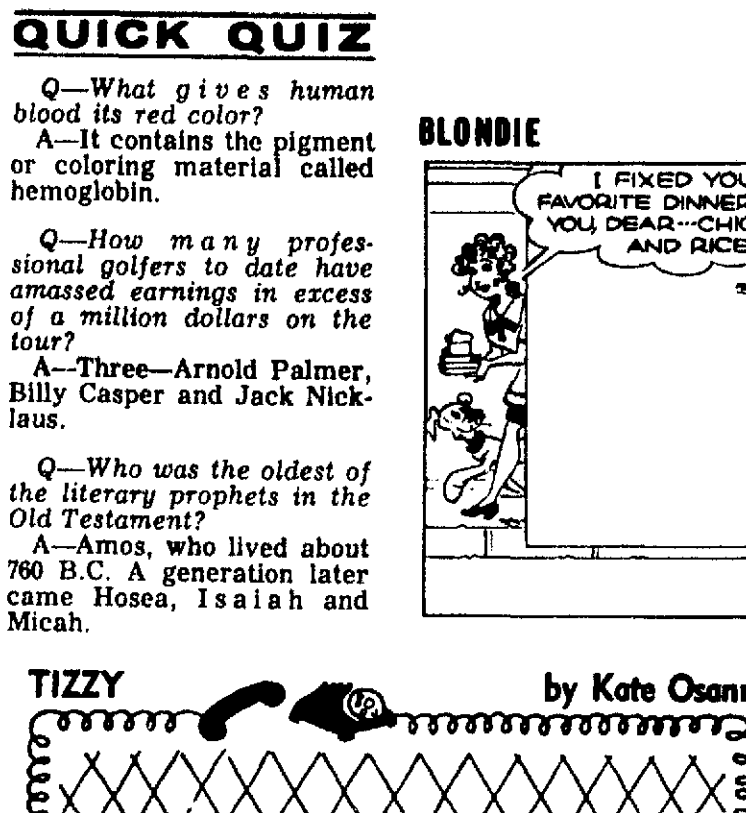 QUICK QUIZ
Q—What gives human
blood its red color?
A—It contains the pigment
or coloring material called
hemoglobin.
Q—How many profes-
sional golfers to date have
amassed earnings in excess
of a million dollars on the
tour?
A—Three—Arnold Palmer,
Billy Casper and Jack Nick-
laus.
Q—Who was the oldest of
the literary prophets in the
Old Testament?
A—Amos, who lived about
760 B.C. A generation later
came Hosea, Isaiah and
Micah.
BLONDIE
I FIXED YOU
FAVORITE DINNER
YOU, DEAR---CHIC
AND RICE
TIZZY
by Kate Osann